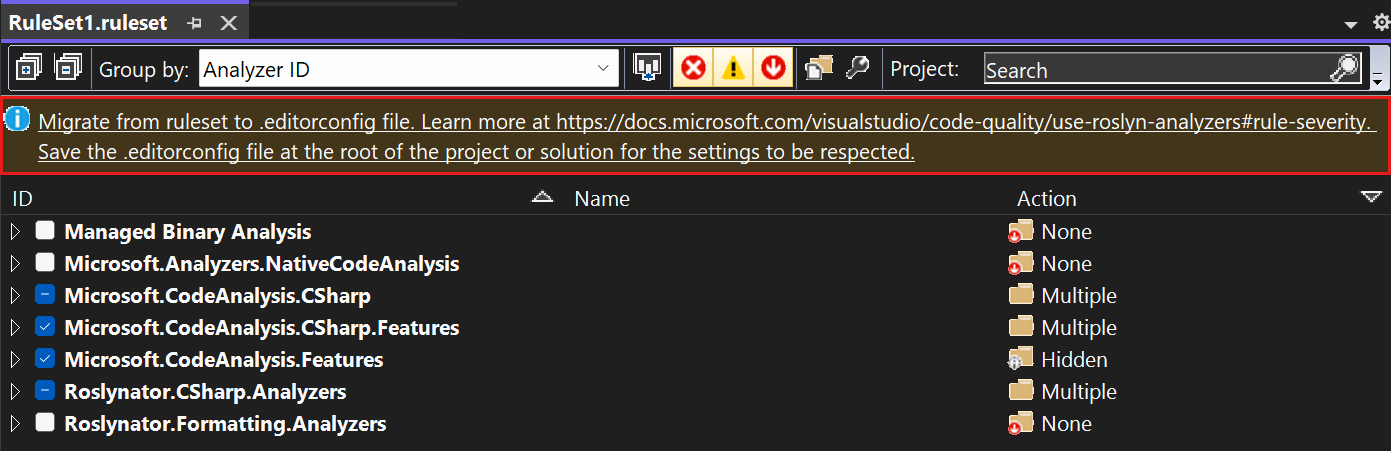 RuleSet1.ruleset
Group by: Analyzer ID Project: Search
Migrate from ruleset to .editorconfig file. Learn more at https://docs.microsoft.com/visualstudio/code-quality/use-roslyn-analyzers#rule-severity.
Save the .editorconfig file at the root of the project or solution for the settings to be respected.
ID Name Action
Managed Binary Analysis None
Microsoft.Analyzers.NativeCodeAnalysis None
Microsoft.CodeAnalysis.CSharp Multiple
Microsoft.CodeAnalysis.CSharp.Features Multiple
Microsoft.CodeAnalysis.Features Hidden
Roslynator.CSharp.Analyzers Multiple
Roslynator.Formatting.Analyzers None